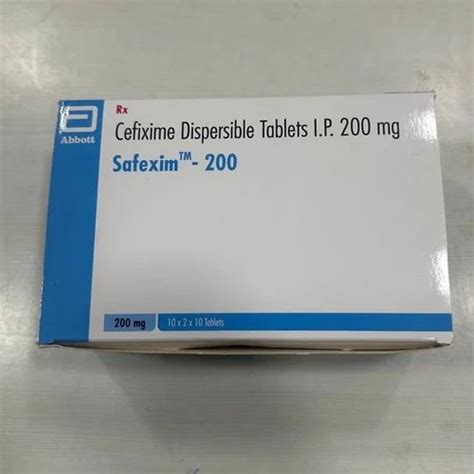 Abbott
Rx
Cefixime Dispersible Tablets I.P. 200 mg
Safexim™- 200
200 mg
10 x 2 x 10 Tablets